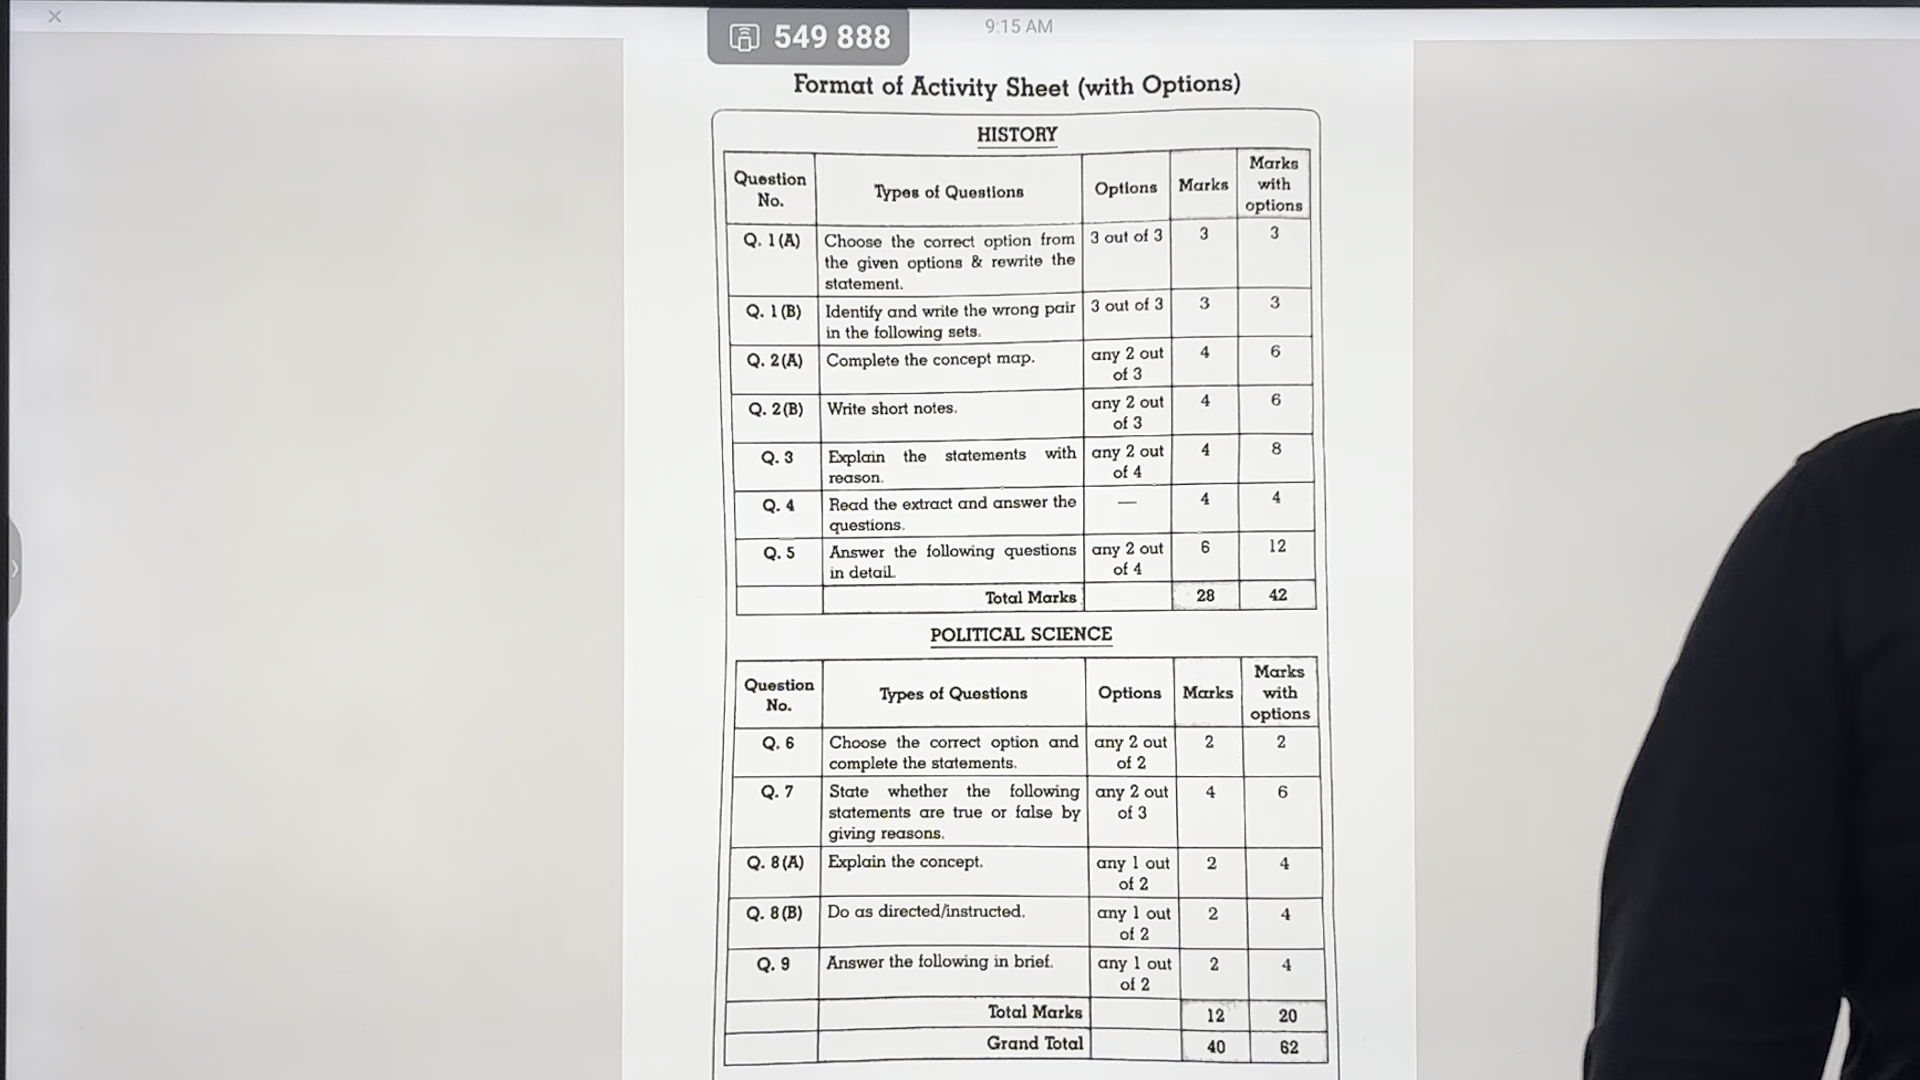 549 888
9:15 AM
Format of Activity Sheet (with Options)
HISTORY
Question No. Types of Questions Options Marks Marks with options
Q. 1 (A) Choose the correct option from the given options & rewrite the statement. 3 out of 3 3 3
Q. 1 (B) Identify and write the wrong pair in the following sets. 3 out of 3 3 3
Q. 2 (A) Complete the concept map. any 2 out of 3 4 6
Q. 2 (B) Write short notes. any 2 out of 3 4 6
Q. 3 Explain the statements with reason. any 2 out of 4 4 8
Q. 4 Read the extract and answer the questions. — 4 4
Q. 5 Answer the following questions in detail. any 2 out of 4 6 12
Total Marks 28 42
POLITICAL SCIENCE
Question No. Types of Questions Options Marks Marks with options
Q. 6 Choose the correct option and complete the statements. any 2 out of 2 2 2
Q. 7 State whether the following statements are true or false by giving reasons. any 2 out of 3 4 6
Q. 8 (A) Explain the concept. any 1 out of 2 2 4
Q. 8 (B) Do as directed/instructed. any 1 out of 2 2 4
Q. 9 Answer the following in brief. any 1 out of 2 2 4
Total Marks 12 20
Grand Total 40 62